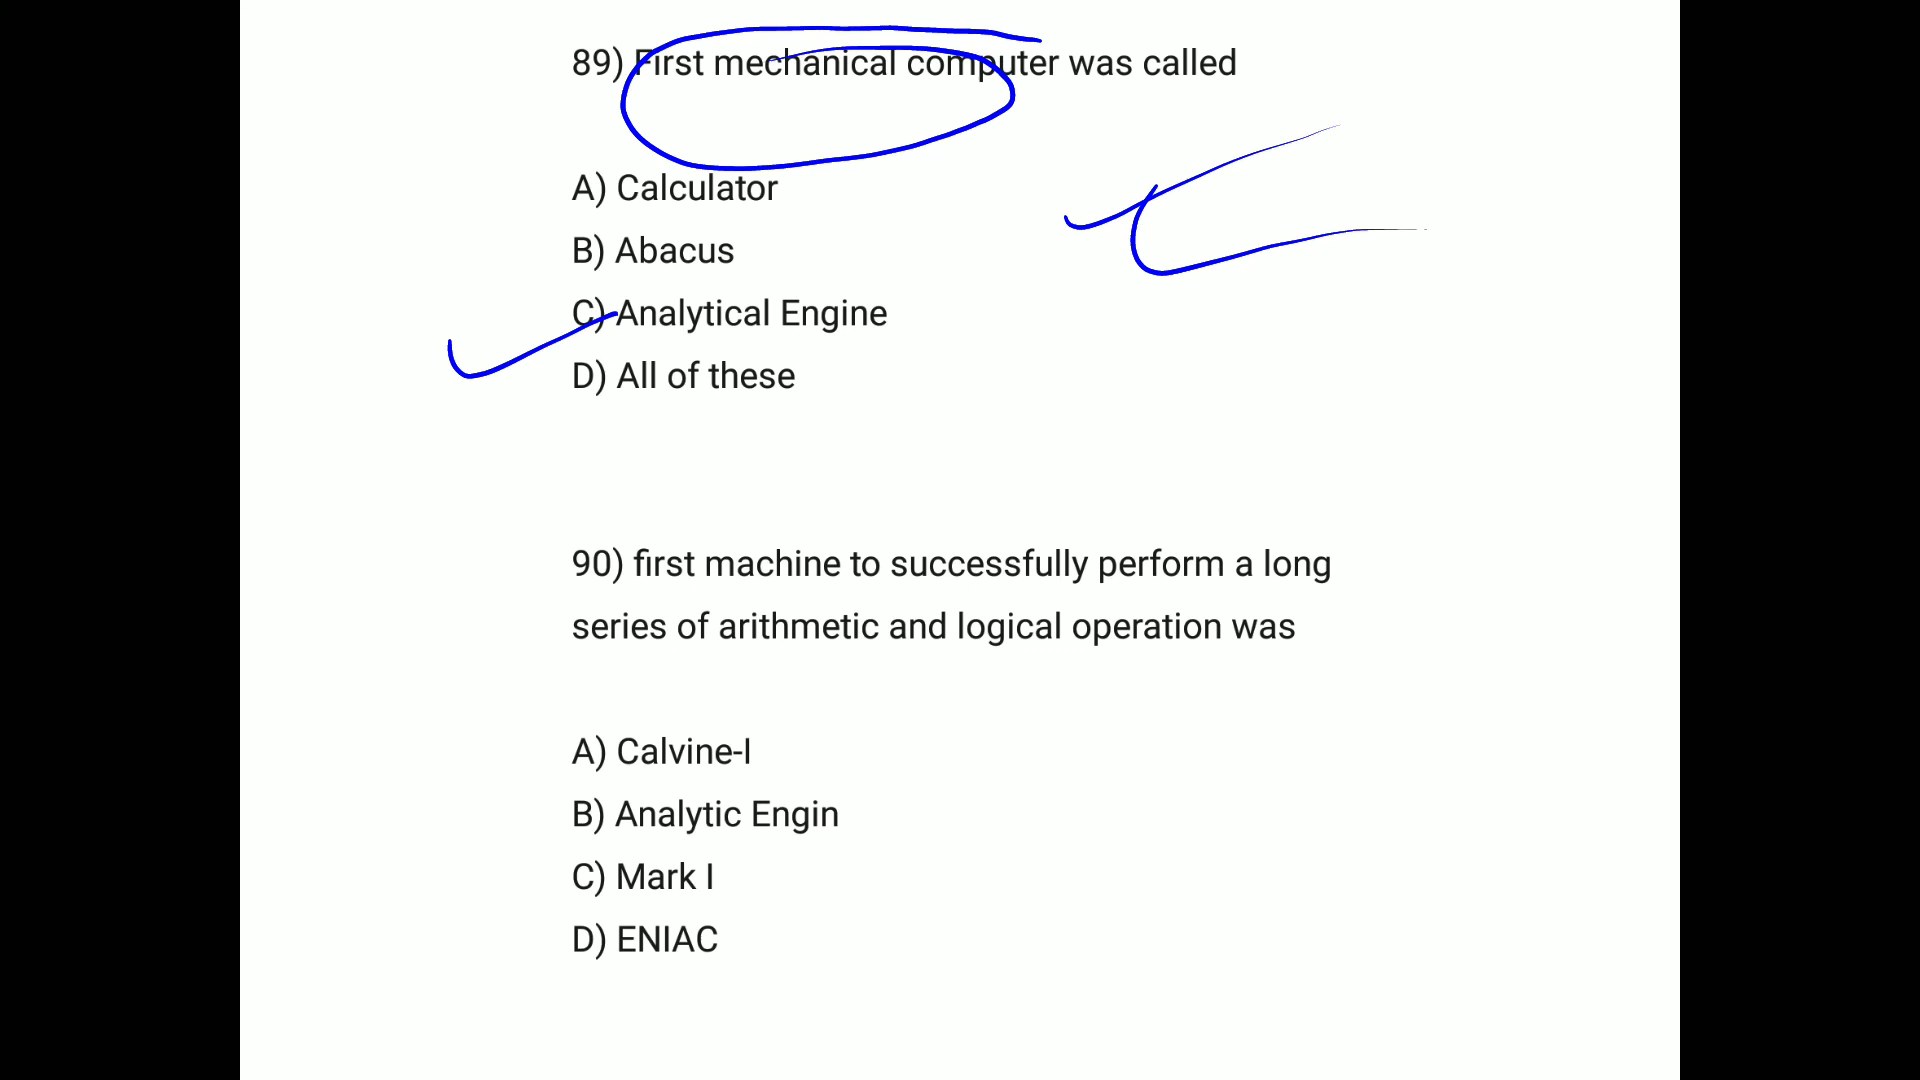 89) First mechanical computer was called
A) Calculator
B) Abacus
C) Analytical Engine
D) All of these
90) first machine to successfully perform a long
series of arithmetic and logical operation was
A) Calvine-I
B) Analytic Engin
C) Mark I
D) ENIAC